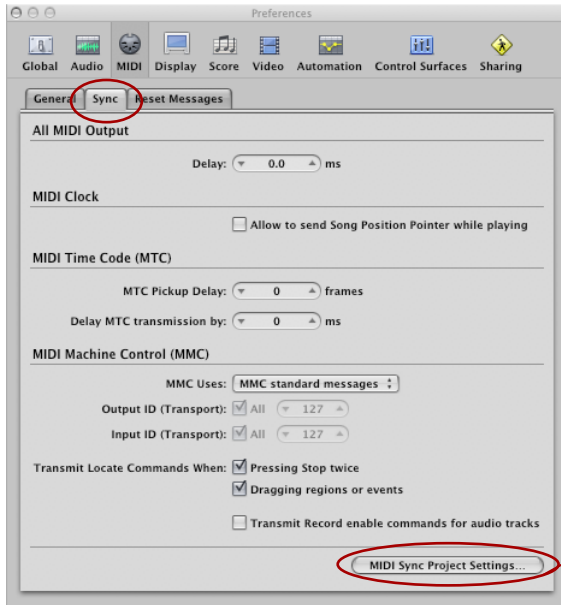 Preferences
Global Audio MIDI Display Score Video Automation Control Surfaces Sharing
General Sync Reset Messages
All MIDI Output
Delay: 0.0 ms
MIDI Clock
Allow to send Song Position Pointer while playing
MIDI Time Code (MTC)
MTC Pickup Delay: 0 frames
Delay MTC transmission by: 0 ms
MIDI Machine Control (MMC)
MMC Uses: MMC standard messages
Output ID (Transport): All 127
Input ID (Transport): All 127
Transmit Locate Commands When: Pressing Stop twice
Dragging regions or events
Transmit Record enable commands for audio tracks
MIDI Sync Project Settings...